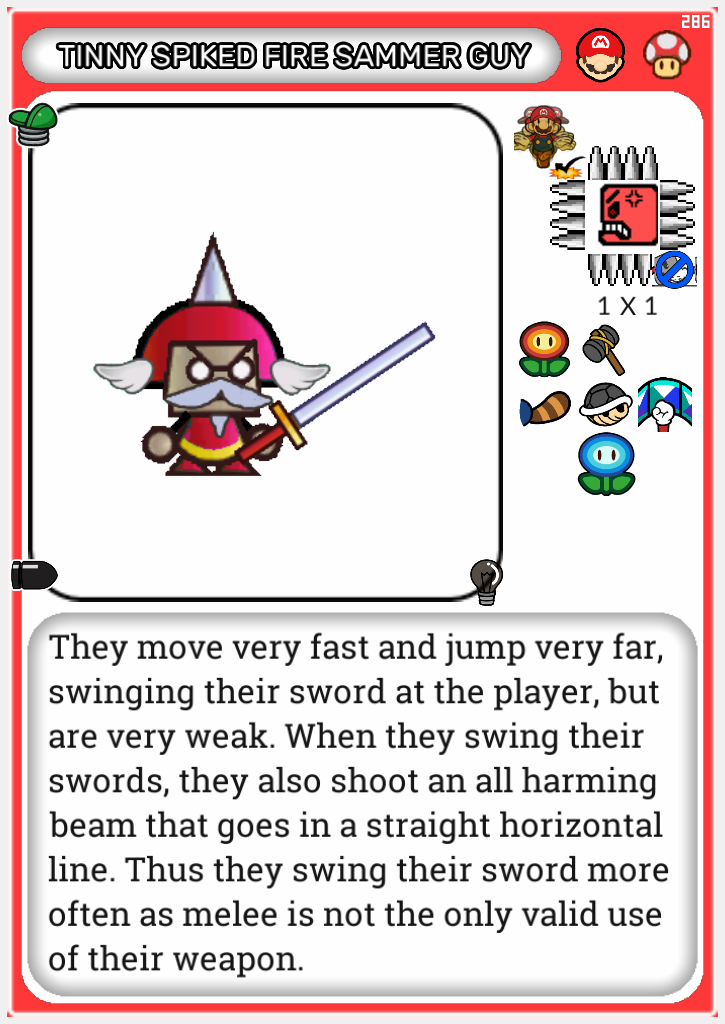 286
TINNY SPIKED FIRE SAMMER GUY
1 X 1
They move very fast and jump very far,
swinging their sword at the player, but
are very weak. When they swing their
swords, they also shoot an all harming
beam that goes in a straight horizontal
line. Thus they swing their sword more
often as melee is not the only valid use
of their weapon.